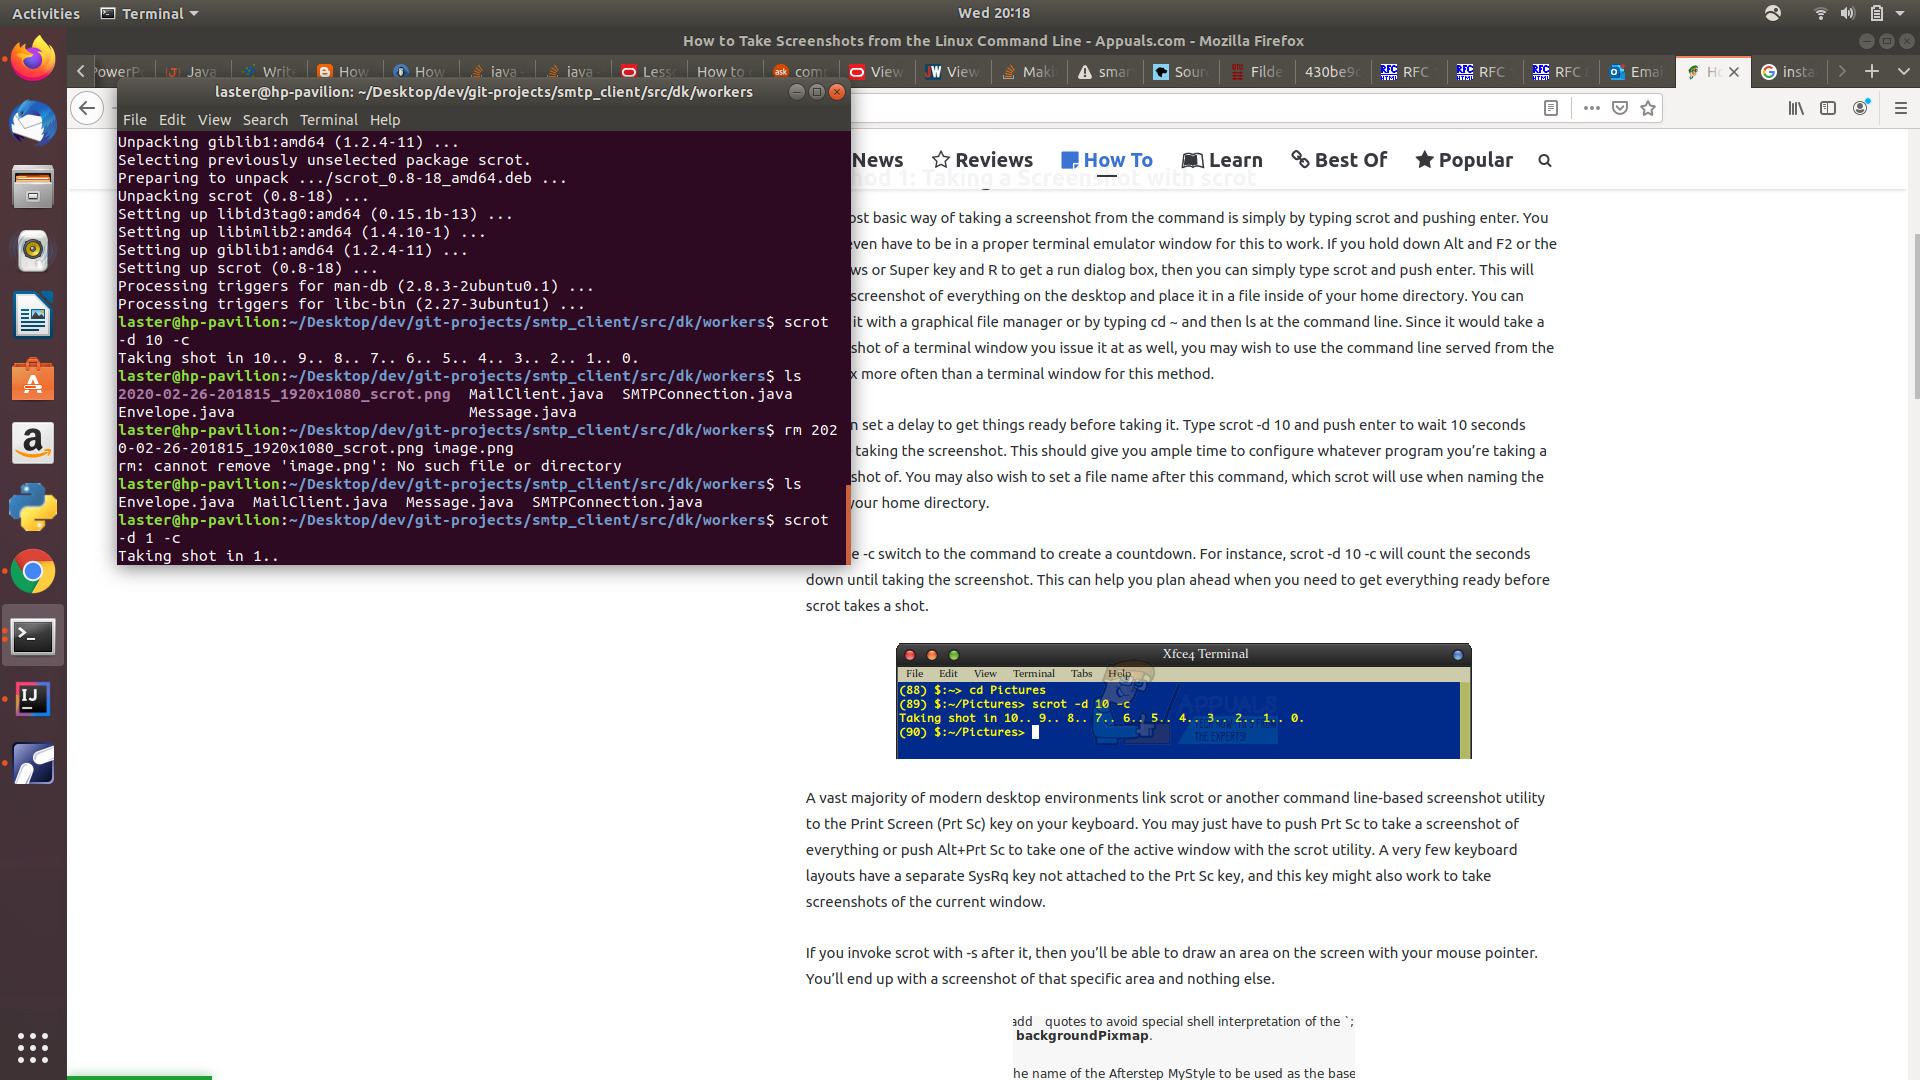 Activities
Terminal
Wed 20:18
How to Take Screenshots from the Linux Command Line - Appuals.com - Mozilla Firefox
Java
Write
How
How
java
java
Less
How to
com
View
View
Maki
smar
Sour
Filde
430be9c
RFC
RFC
RFC
Emai
insta
laster@hp-pavilion: ~/Desktop/dev/git-projects/smtp_client/src/dk/workers
File Edit View Search Terminal Help
Unpacking giblib1:amd64 (1.2.4-11) ...
Selecting previously unselected package scrot.
Preparing to unpack .../scrot_0.8-18_amd64.deb ...
Unpacking scrot (0.8-18) ...
Setting up libid3tag0:amd64 (0.15.1b-13) ...
Setting up libimlib2:amd64 (1.4.10-1) ...
Setting up giblib1:amd64 (1.2.4-11) ...
Setting up scrot (0.8-18) ...
Processing triggers for man-db (2.8.3-2ubuntu0.1) ...
Processing triggers for libc-bin (2.27-3ubuntu1) ...
laster@hp-pavilion:~/Desktop/dev/git-projects/smtp_client/src/dk/workers$ scrot
-d 10 -c
Taking shot in 10.. 9.. 8.. 7.. 6.. 5.. 4.. 3.. 2.. 1.. 0.
laster@hp-pavilion:~/Desktop/dev/git-projects/smtp_client/src/dk/workers$ ls
2020-02-26-201815_1920x1080_scrot.png MailClient.java SMTPConnection.java
Envelope.java Message.java
laster@hp-pavilion:~/Desktop/dev/git-projects/smtp_client/src/dk/workers$ rm 202
0-02-26-201815_1920x1080_scrot.png image.png
rm: cannot remove 'image.png': No such file or directory
laster@hp-pavilion:~/Desktop/dev/git-projects/smtp_client/src/dk/workers$ ls
Envelope.java MailClient.java Message.java SMTPConnection.java
laster@hp-pavilion:~/Desktop/dev/git-projects/smtp_client/src/dk/workers$ scrot
-d 1 -c
Taking shot in 1..
News Reviews How To Learn Best Of Popular
hod 1: Taking a Screenshot with scrot
ost basic way of taking a screenshot from the command is simply by typing scrot and pushing enter. You
even have to be in a proper terminal emulator window for this to work. If you hold down Alt and F2 or the
ws or Super key and R to get a run dialog box, then you can simply type scrot and push enter. This will
screenshot of everything on the desktop and place it in a file inside of your home directory. You can
it with a graphical file manager or by typing cd ~ and then ls at the command line. Since it would take a
shot of a terminal window you issue it at as well, you may wish to use the command line served from the
x more often than a terminal window for this method.
n set a delay to get things ready before taking it. Type scrot -d 10 and push enter to wait 10 seconds
taking the screenshot. This should give you ample time to configure whatever program you’re taking a
shot of. You may also wish to set a file name after this command, which scrot will use when naming the
your home directory.
e -c switch to the command to create a countdown. For instance, scrot -d 10 -c will count the seconds
down until taking the screenshot. This can help you plan ahead when you need to get everything ready before
scrot takes a shot.
Xfce4 Terminal
File Edit View Terminal Tabs Help
(88) $:~> cd Pictures
(89) $:~/Pictures> scrot -d 10 -c
Taking shot in 10.. 9.. 8.. 7.. 6.. 5.. 4.. 3.. 2.. 1.. 0.
(90) $:~/Pictures>
APPUALS
THE EXPERTS!
A vast majority of modern desktop environments link scrot or another command line-based screenshot utility
to the Print Screen (Prt Sc) key on your keyboard. You may just have to push Prt Sc to take a screenshot of
everything or push Alt+Prt Sc to take one of the active window with the scrot utility. A very few keyboard
layouts have a separate SysRq key not attached to the Prt Sc key, and this key might also work to take
screenshots of the current window.
If you invoke scrot with -s after it, then you’ll be able to draw an area on the screen with your mouse pointer.
You’ll end up with a screenshot of that specific area and nothing else.
add quotes to avoid special shell interpretation of the `;
backgroundPixmap.
he name of the Afterstep MyStyle to be used as the base